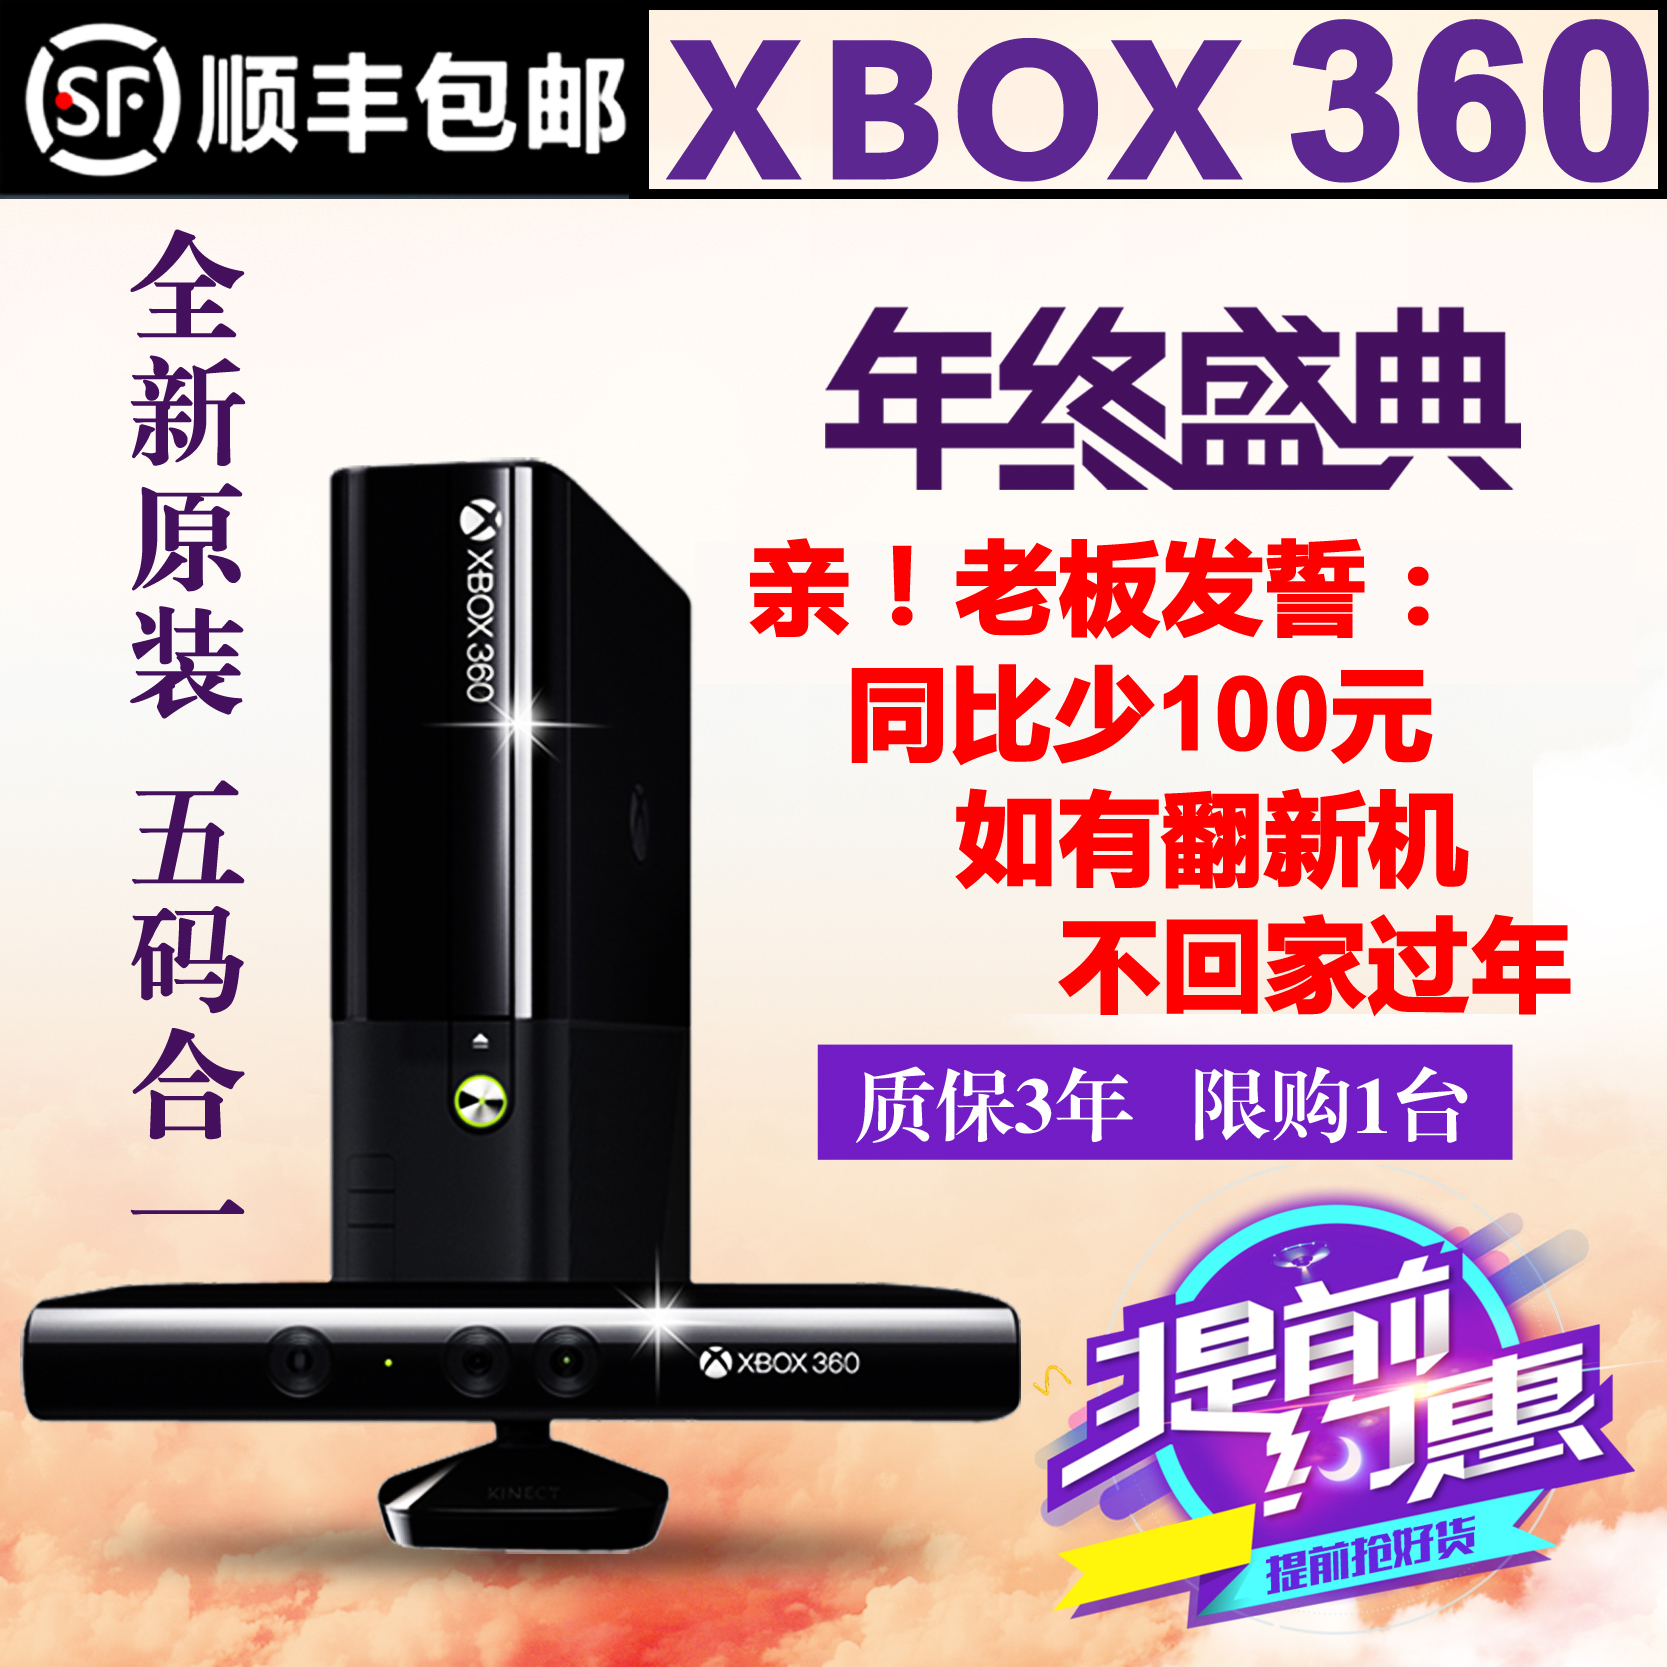 SF 顺丰包邮
XBOX 360
全新原装 五码合一
年终盛典
亲！老板发誓：
同比少100元
如有翻新机
不回家过年
质保3年 限购1台
XBOX 360
XBOX 360
KINECT
提前
约惠
提前抢好货